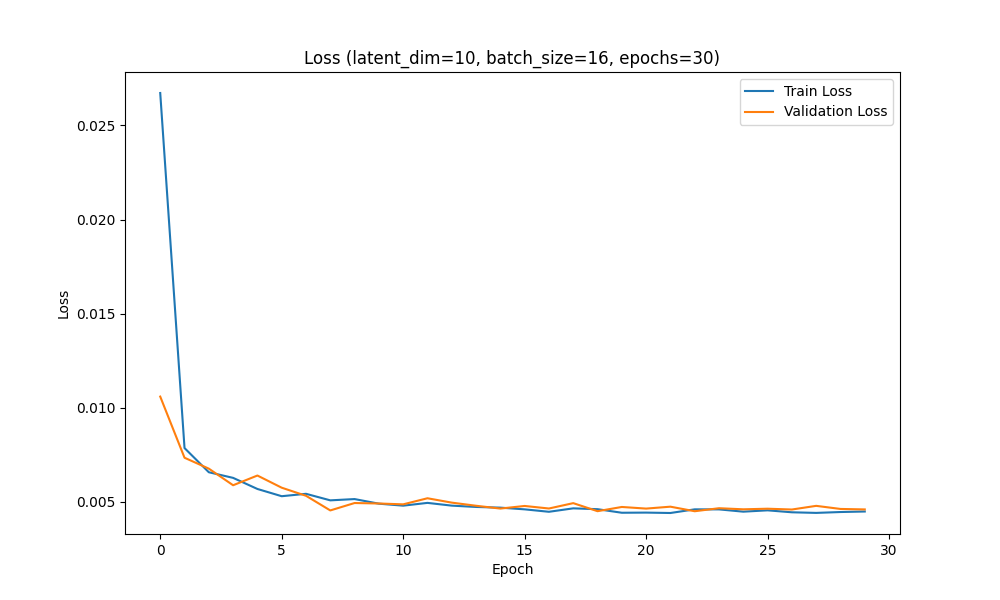 Loss (latent_dim=10, batch_size=16, epochs=30)
Train Loss
Validation Loss
0.025
0.020
0.015
0.010
0.005
Loss
0 5 10 15 20 25 30
Epoch